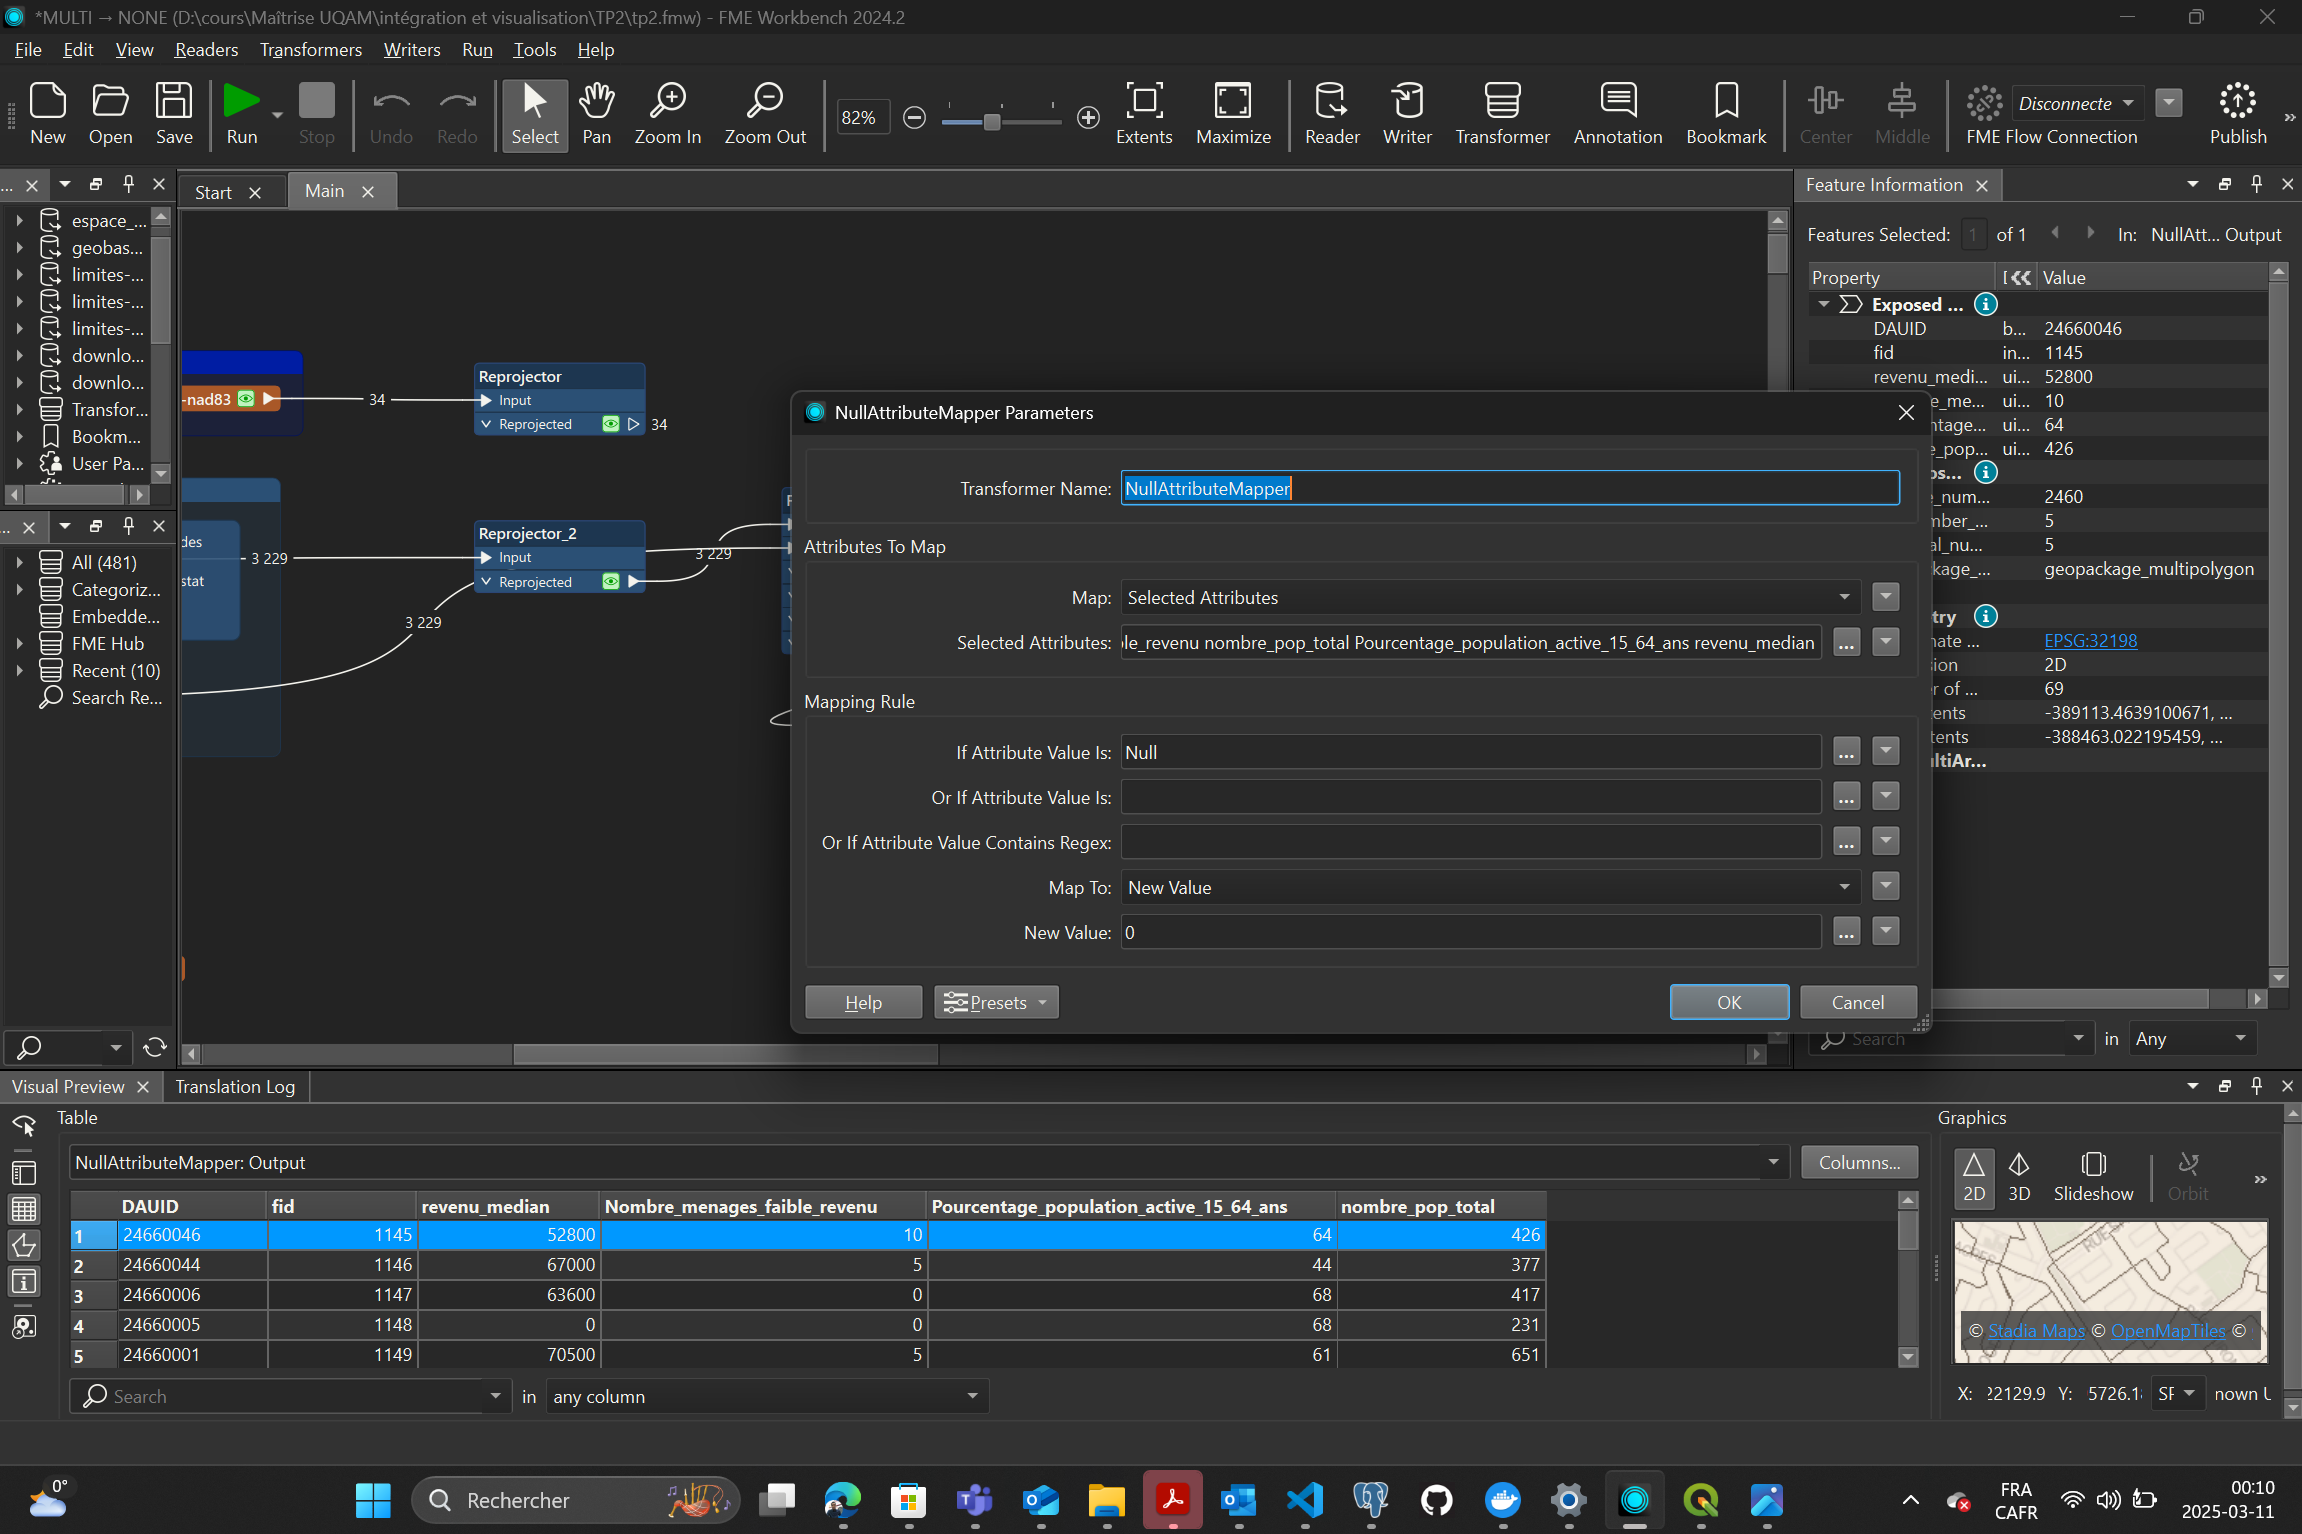 *MULTI → NONE (D:\cours\Maîtrise UQAM\intégration et visualisation\TP2\tp2.fmw) - FME Workbench 2024.2
File Edit View Readers Transformers Writers Run Tools Help
New Open Save Run Stop Undo Redo Select Pan Zoom In Zoom Out 82% Extents Maximize Reader Writer Transformer Annotation Bookmark Center Middle Disconnecte FME Flow Connection Publish
...
Start
Main
Feature Information
espace_...
geobas...
limites-...
limites-...
limites-...
downlo...
downlo...
Transfor...
Bookm...
User Pa...
...
All (481)
Categoriz...
Embedde...
FME Hub
Recent (10)
Search Re...
-nad83
34
Reprojector
Input
Reprojected
34
des
stat
3 229
3 229
Reprojector_2
Input
Reprojected
3 229
NullAttributeMapper Parameters
Transformer Name: NullAttributeMapper
Attributes To Map
Map: Selected Attributes
Selected Attributes: le_revenu nombre_pop_total Pourcentage_population_active_15_64_ans revenu_median ...
Mapping Rule
If Attribute Value Is: Null ...
Or If Attribute Value Is: ...
Or If Attribute Value Contains Regex: ...
Map To: New Value
New Value: 0 ...
Help Presets OK Cancel
Features Selected: 1 of 1 In: NullAtt... Output
Property Value
Exposed ...
DAUID b... 24660046
fid in... 1145
revenu_medi... ui... 52800
e_me... ui... 10
ntage... ui... 64
e_pop... ui... 426
os...
_num... 2460
nber_... 5
al_nu... 5
kage_... geopackage_multipolygon
try
nate ... EPSG:32198
ion 2D
r of ... 69
ents -389113.4639100671, ...
tents -388463.022195459, ...
ltiAr...
Search in Any
Visual Preview
Translation Log
Table
NullAttributeMapper: Output
Columns...
DAUID fid revenu_median Nombre_menages_faible_revenu Pourcentage_population_active_15_64_ans nombre_pop_total
1 24660046 1145 52800 10 64 426
2 24660044 1146 67000 5 44 377
3 24660006 1147 63600 0 68 417
4 24660005 1148 0 0 68 231
5 24660001 1149 70500 5 61 651
Search in any column
Graphics
2D 3D Slideshow Orbit
© Stadia Maps © OpenMapTiles ©
X: 22129.9 Y: 5726.1 nown
0°
Rechercher
FRA
CAFR
00:10
2025-03-11